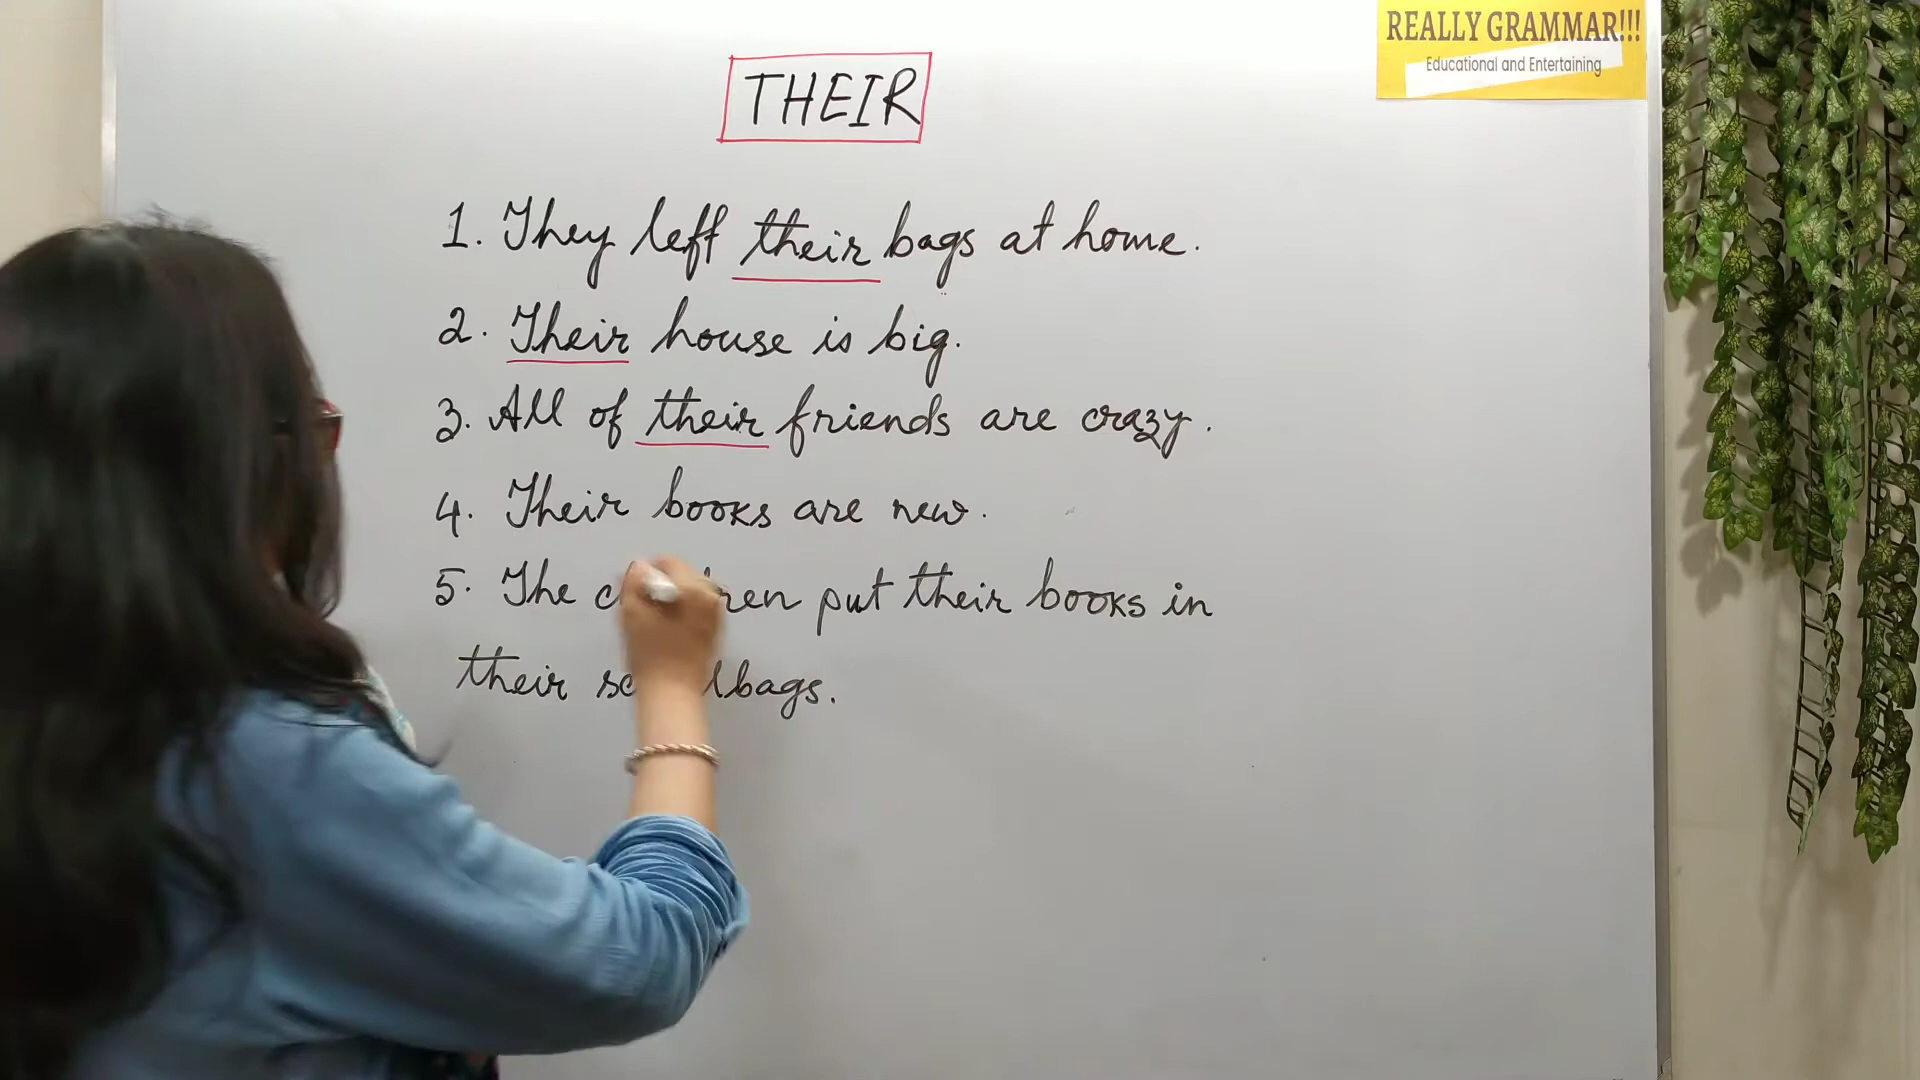 REALLY GRAMMAR!!!
Educational and Entertaining
THEIR
1. They left their bags at home.
2. Their house is big.
3. All of their friends are crazy.
4. Their books are new.
5. The put their books in
their